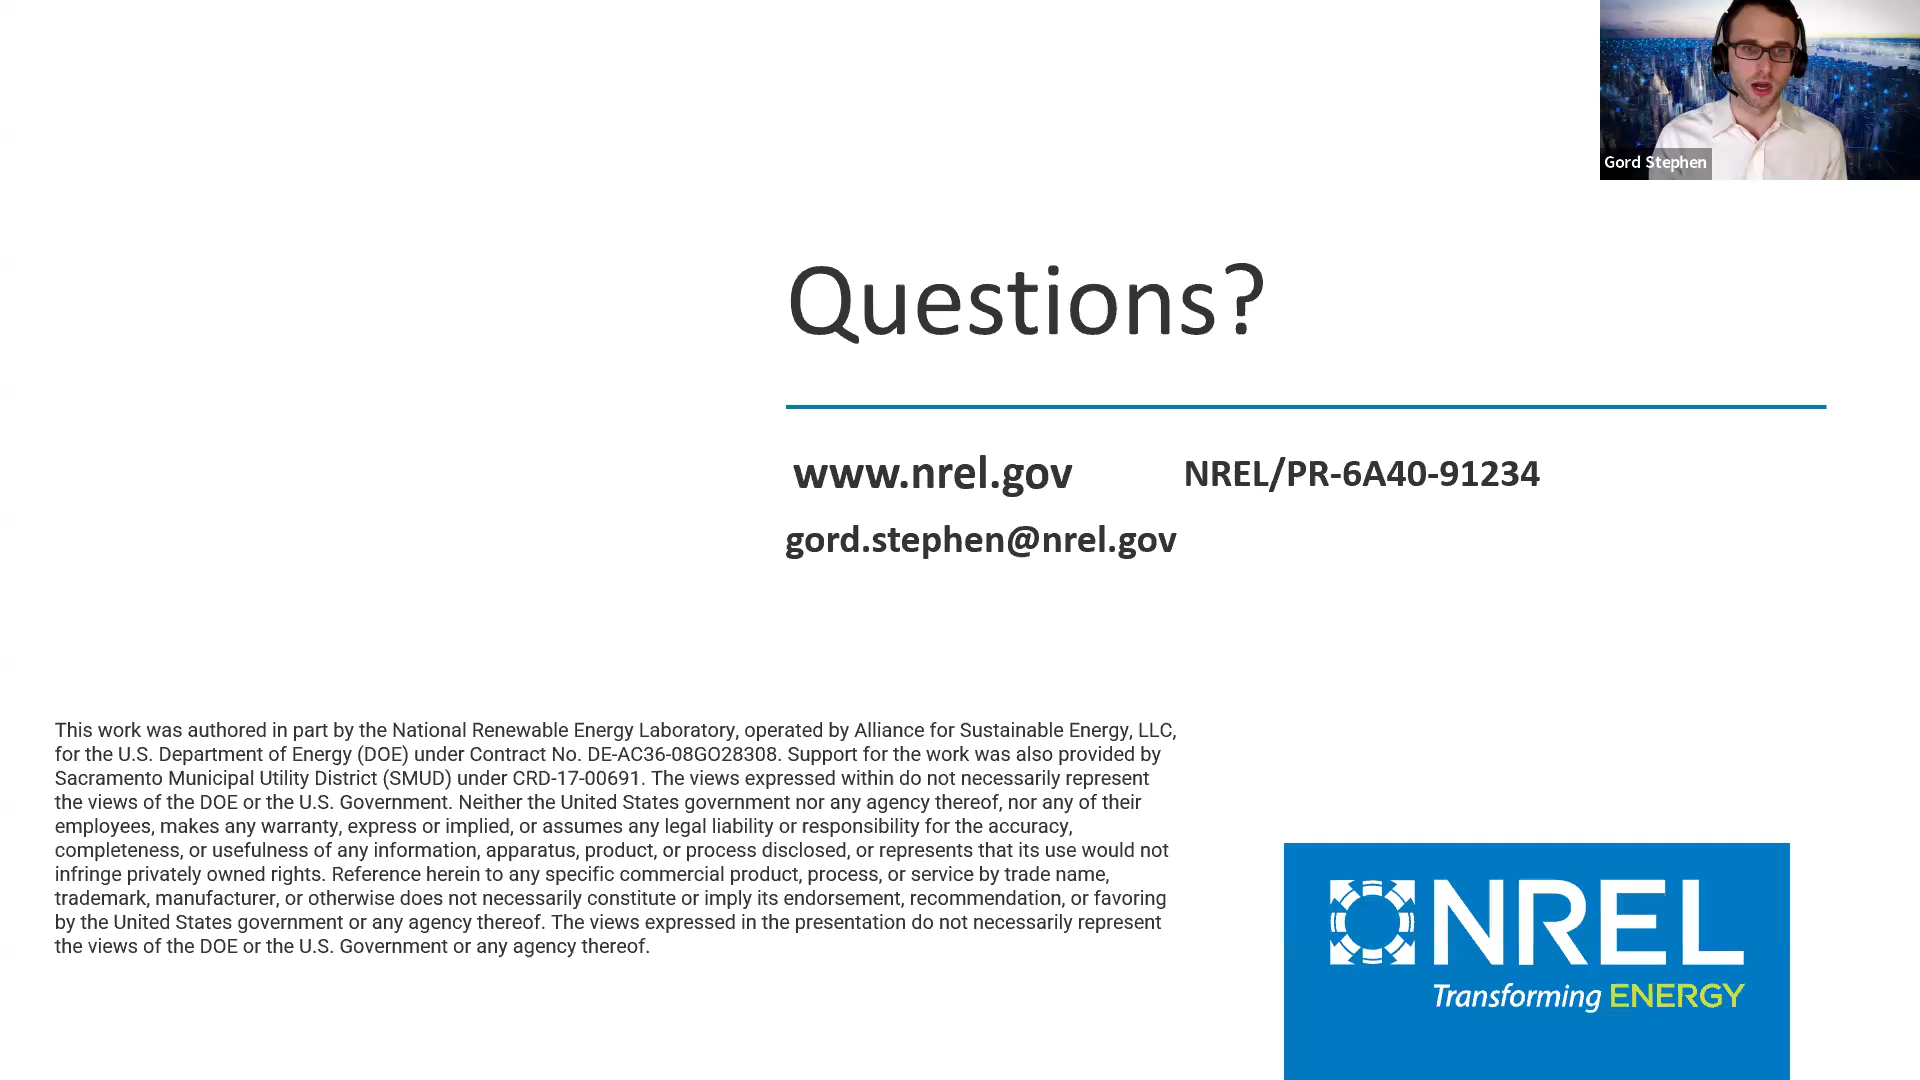 Gord Stephen
Questions?
www.nrel.gov
NREL/PR-6A40-91234
gord.stephen@nrel.gov
This work was authored in part by the National Renewable Energy Laboratory, operated by Alliance for Sustainable Energy, LLC,
for the U.S. Department of Energy (DOE) under Contract No. DE-AC36-08GO28308. Support for the work was also provided by
Sacramento Municipal Utility District (SMUD) under CRD-17-00691. The views expressed within do not necessarily represent
the views of the DOE or the U.S. Government. Neither the United States government nor any agency thereof, nor any of their
employees, makes any warranty, express or implied, or assumes any legal liability or responsibility for the accuracy,
completeness, or usefulness of any information, apparatus, product, or process disclosed, or represents that its use would not
infringe privately owned rights. Reference herein to any specific commercial product, process, or service by trade name,
trademark, manufacturer, or otherwise does not necessarily constitute or imply its endorsement, recommendation, or favoring
by the United States government or any agency thereof. The views expressed in the presentation do not necessarily represent
the views of the DOE or the U.S. Government or any agency thereof.
NREL
Transforming ENERGY